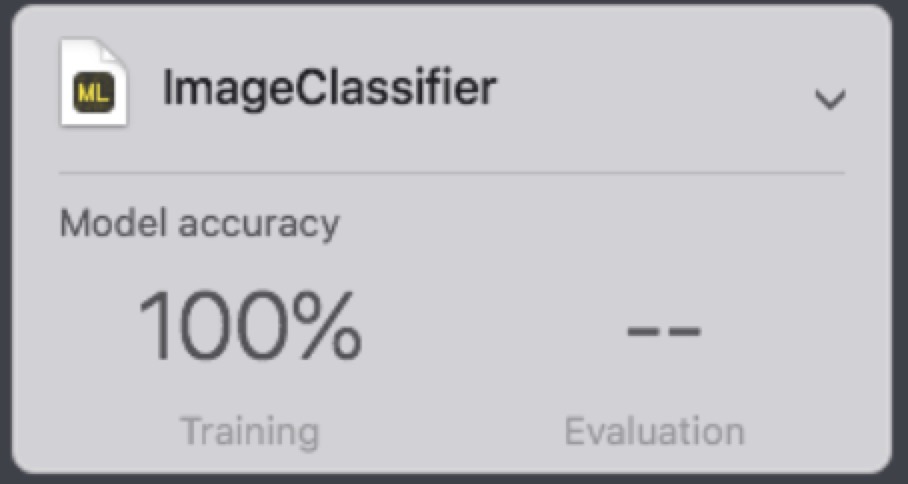 ML
ImageClassifier
Model accuracy
100%
--
Training
Evaluation